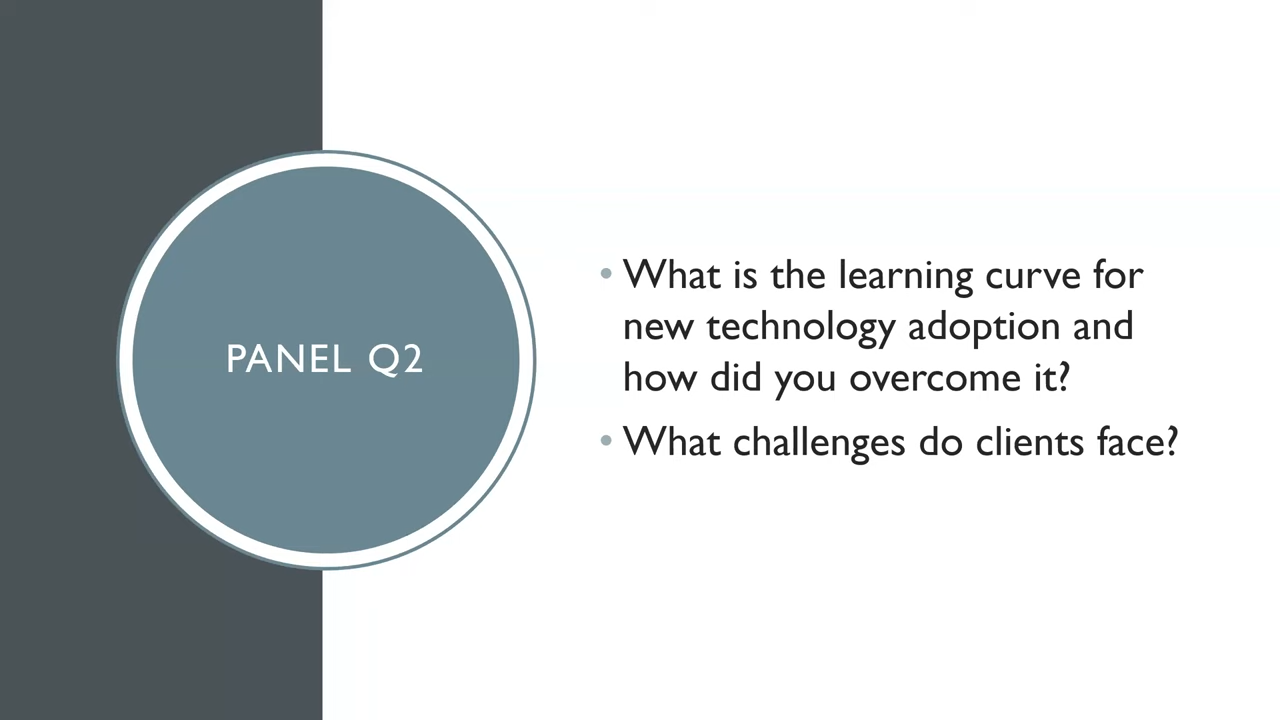 PANEL Q2
• What is the learning curve for
new technology adoption and
how did you overcome it?
• What challenges do clients face?